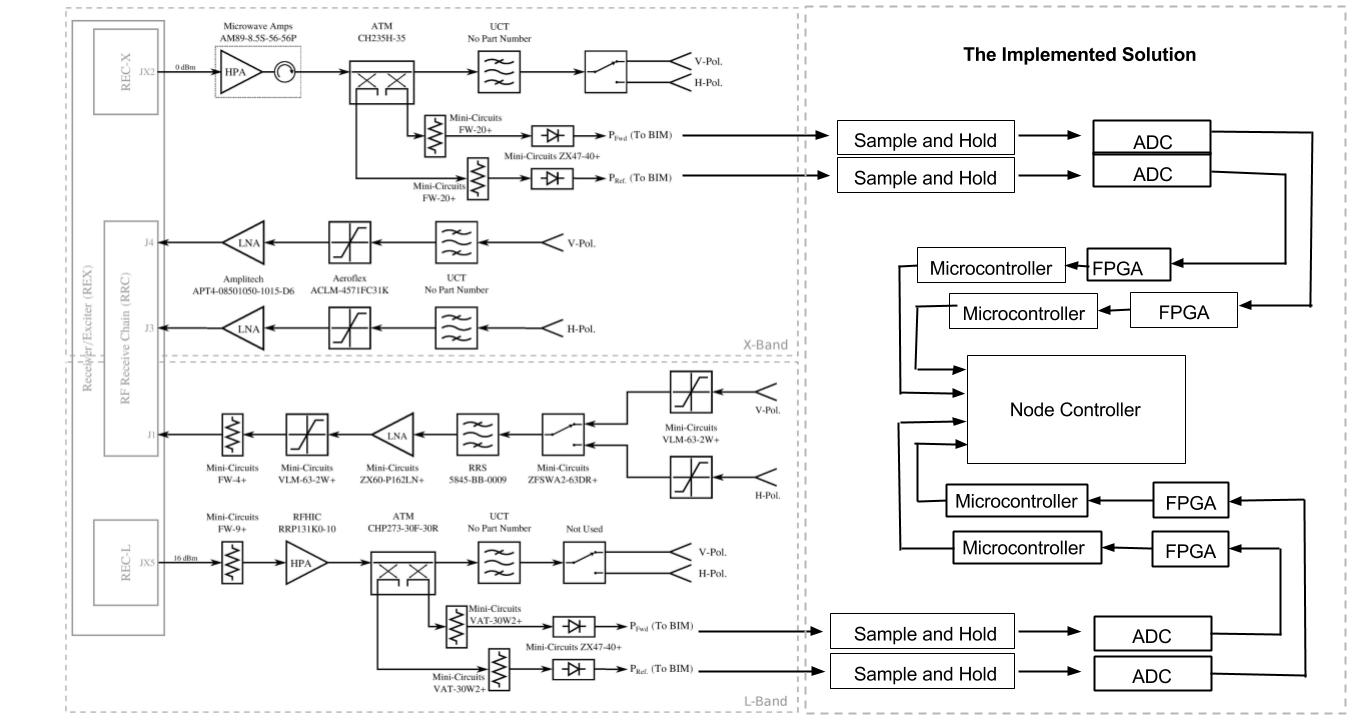 The Implemented Solution
Receiver/Exciter (REX)
RF Receive Chain (RRC)
REC-X
JX2
0 dBm
Microwave Amps
AM89-8.5S-56-56P
HPA
ATM
CH235H-35
UCT
No Part Number
V-Pol.
H-Pol.
Mini-Circuits
FW-20+
Mini-Circuits ZX47-40+
PFwd (To BIM)
Mini-Circuits
FW-20+
PRef. (To BIM)
J4
LNA
V-Pol.
Amplitech
APT4-08501050-1015-D6
Aeroflex
ACLM-4571FC31K
UCT
No Part Number
J3
LNA
H-Pol.
X-Band
J1
LNA
V-Pol.
Mini-Circuits
VLM-63-2W+
H-Pol.
Mini-Circuits
FW-4+
Mini-Circuits
VLM-63-2W+
Mini-Circuits
ZX60-P162LN+
RRS
5845-BB-0009
Mini-Circuits
ZFSWA2-63DR+
REC-L
JX5
16 dBm
Mini-Circuits
FW-9+
RFHIC
RRP131K0-10
HPA
ATM
CHP273-30F-30R
UCT
No Part Number
Not Used
V-Pol.
H-Pol.
Mini-Circuits
VAT-30W2+
Mini-Circuits ZX47-40+
PFwd (To BIM)
Mini-Circuits
VAT-30W2+
PRef. (To BIM)
L-Band
Sample and Hold
ADC
Sample and Hold
ADC
Microcontroller
FPGA
Microcontroller
FPGA
Node Controller
Microcontroller
FPGA
Microcontroller
FPGA
Sample and Hold
ADC
Sample and Hold
ADC